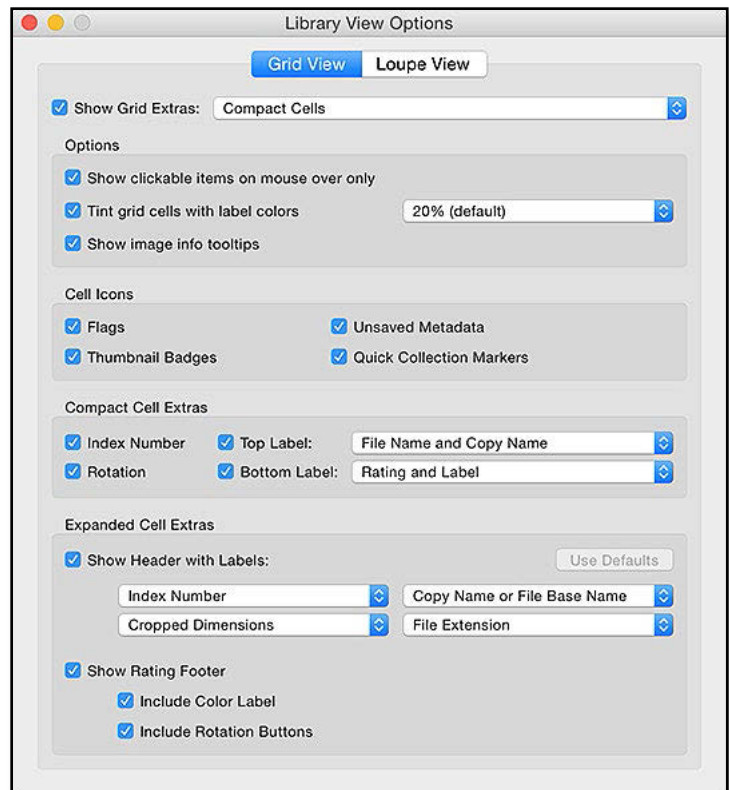 Library View Options
Grid View Loupe View
Show Grid Extras: Compact Cells
Options
Show clickable items on mouse over only
Tint grid cells with label colors 20% (default)
Show image info tooltips
Cell Icons
Flags Unsaved Metadata
Thumbnail Badges Quick Collection Markers
Compact Cell Extras
Index Number Top Label: File Name and Copy Name
Rotation Bottom Label: Rating and Label
Expanded Cell Extras
Show Header with Labels: Use Defaults
Index Number Copy Name or File Base Name
Cropped Dimensions File Extension
Show Rating Footer
Include Color Label
Include Rotation Buttons